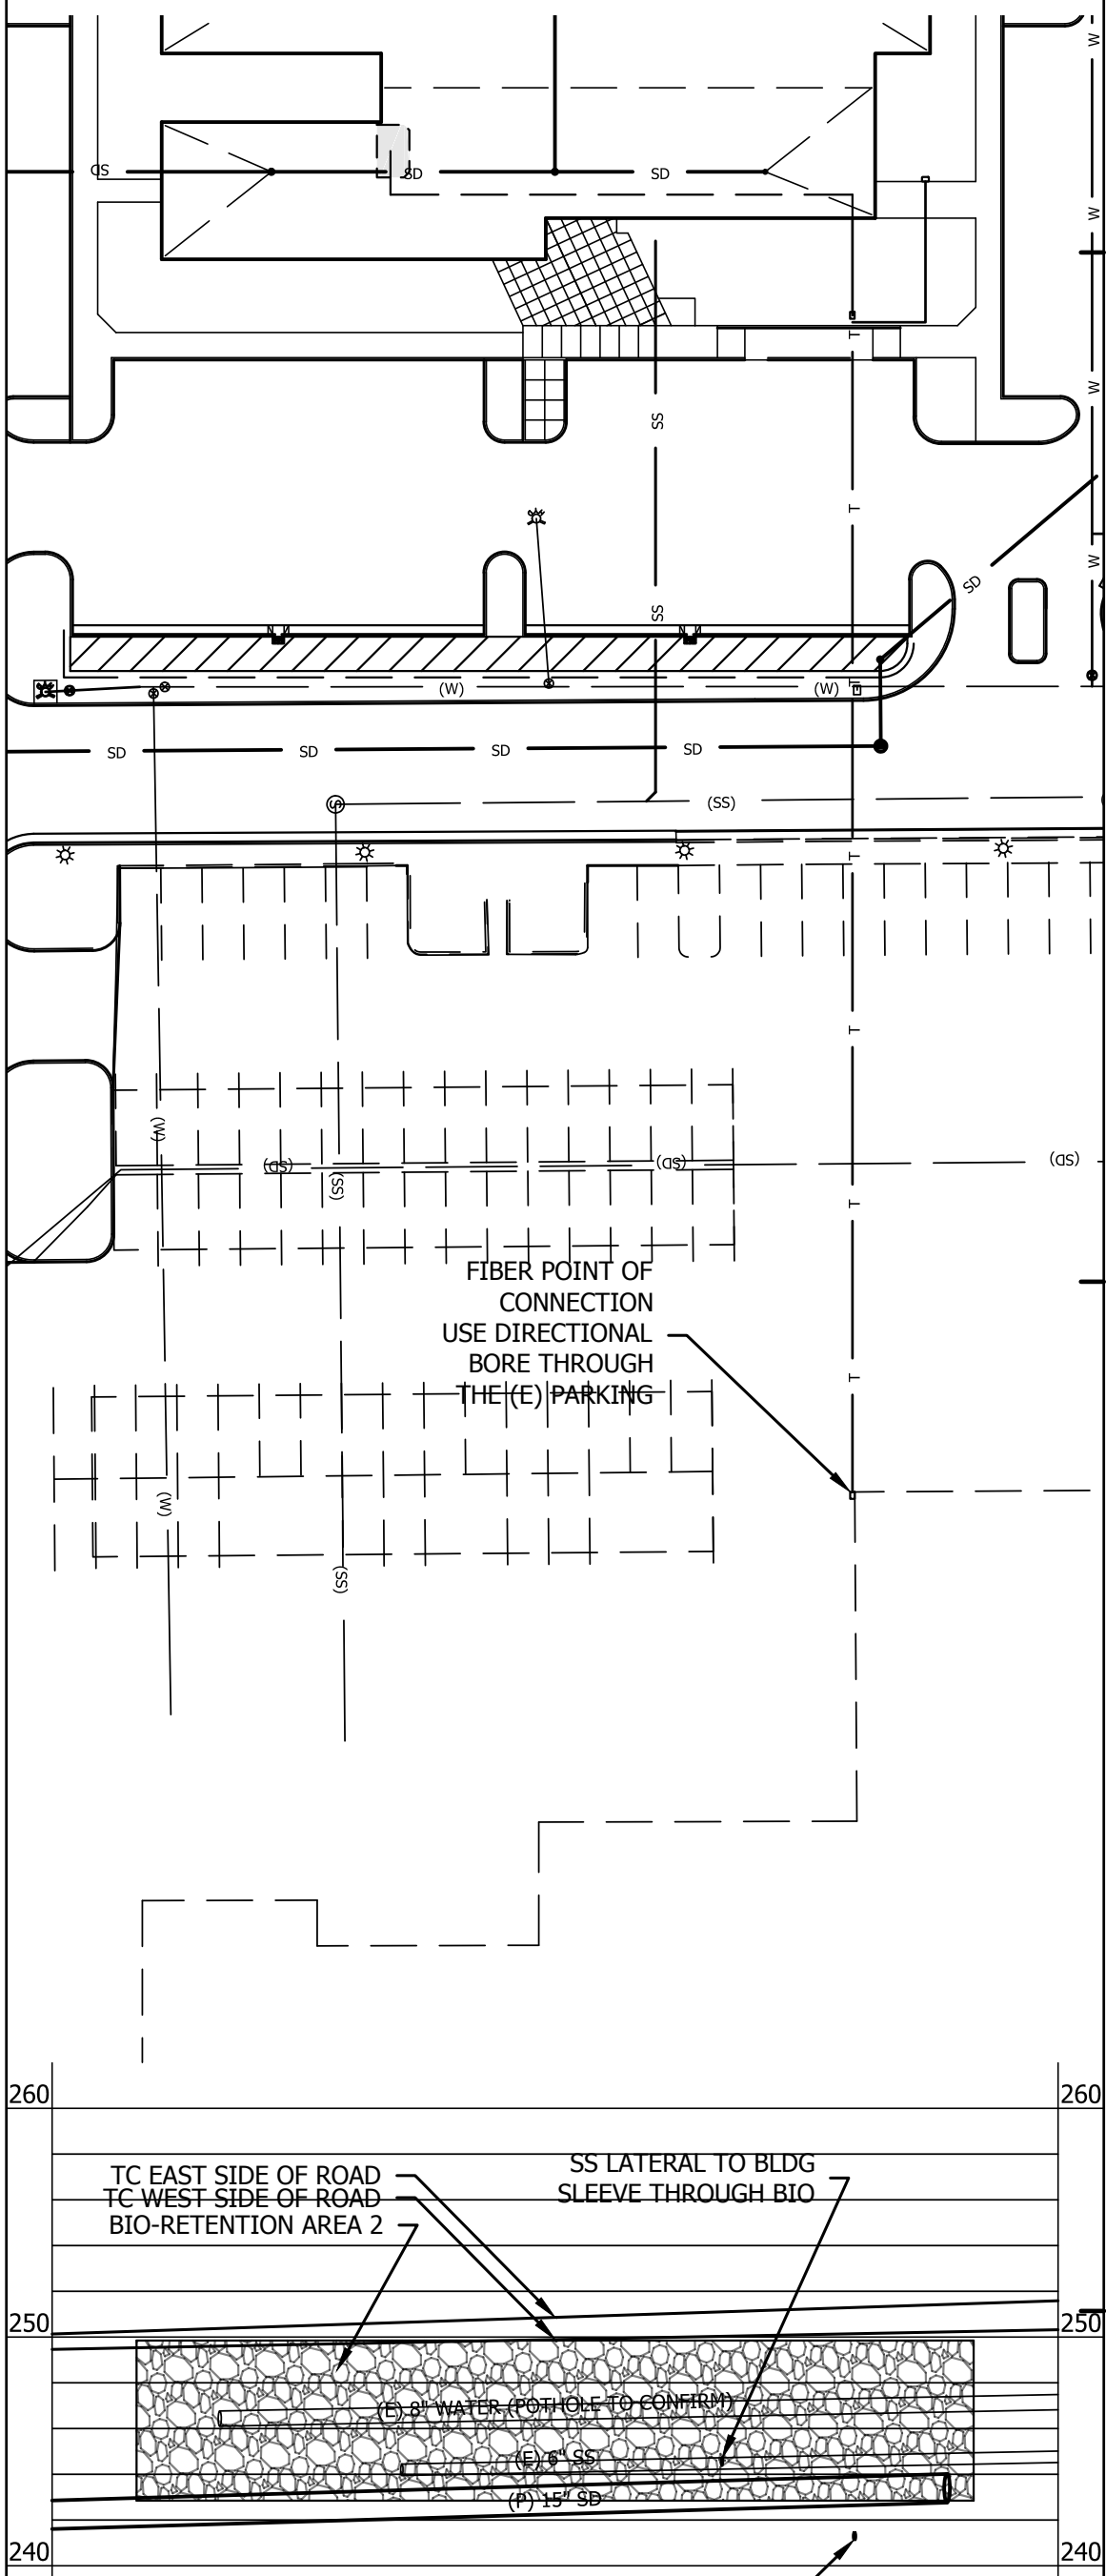 W
SD
SD
SD
W
T
W
SS
T
W
SD
SS
T
(W)
(W)
SD
SD
SD
SD
(SS)
S
T
T
(W)
(SD)
(SD)
(SD)
(SS)
T
FIBER POINT OF
CONNECTION
USE DIRECTIONAL
BORE THROUGH
THE (E) PARKING
T
(W)
(SS)
260
260
TC EAST SIDE OF ROAD
TC WEST SIDE OF ROAD
BIO-RETENTION AREA 2
SS LATERAL TO BLDG
SLEEVE THROUGH BIO
250
250
(E) 8" WATER (POTHOLE TO CONFIRM)
(E) 6" SS
(P) 15" SD
240
240